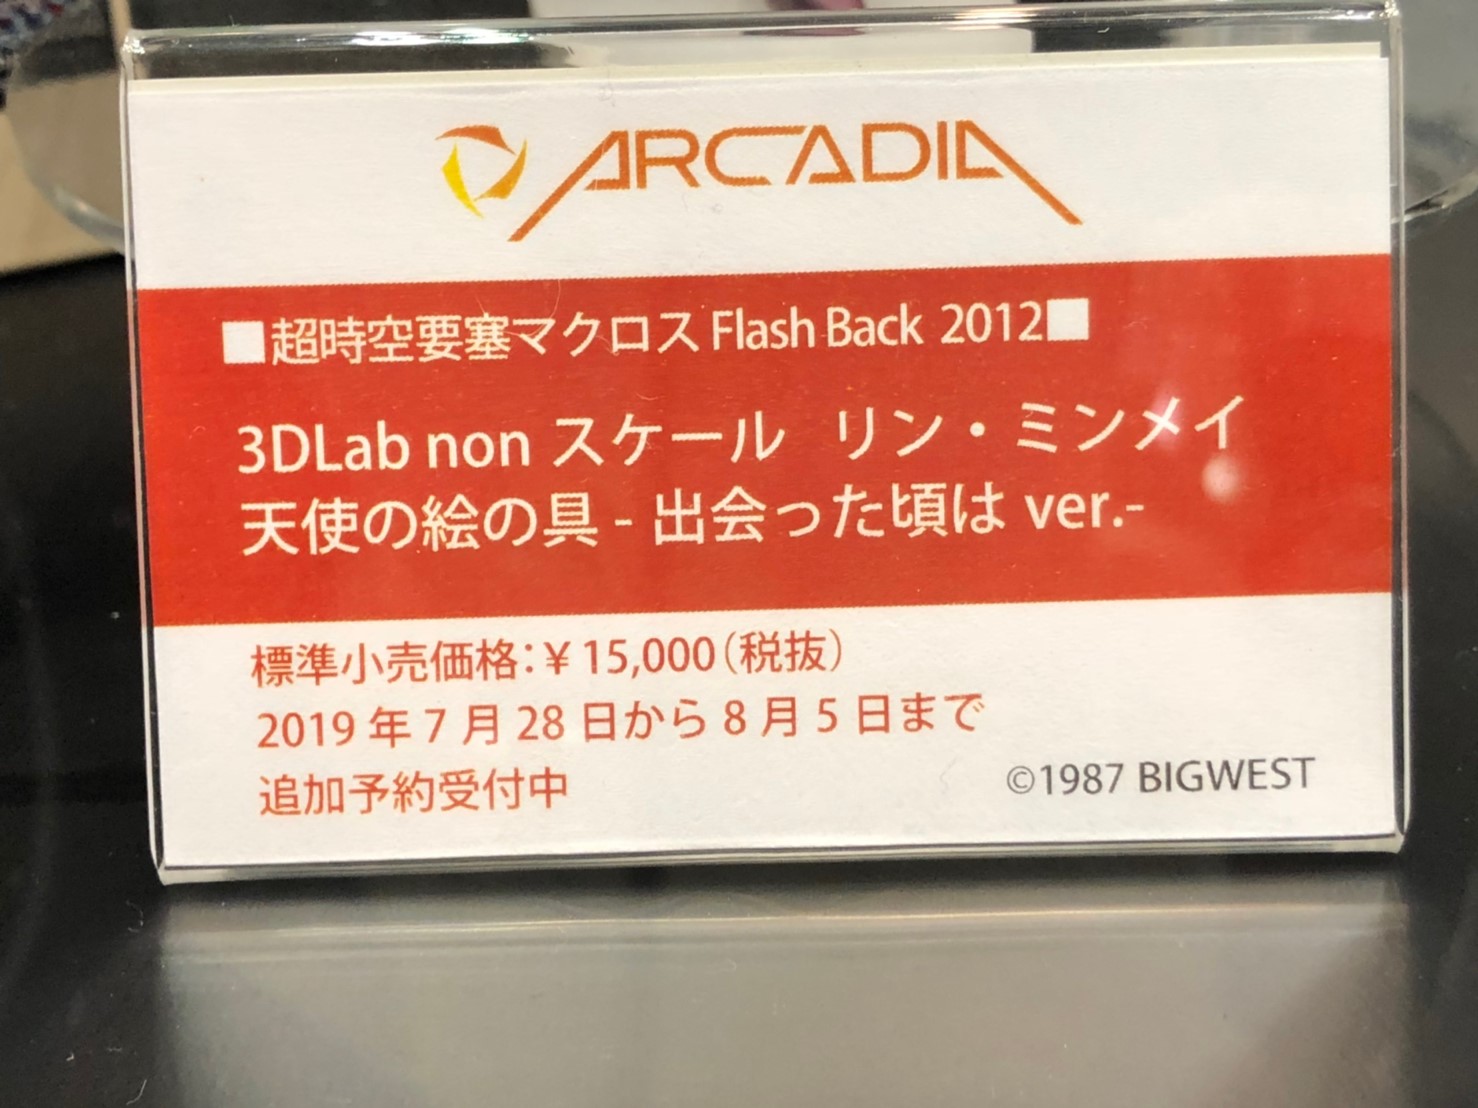 ARCADIA
■超時空要塞マクロス Flash Back 2012■
3DLab non スケール リン・ミンメイ
天使の絵の具 - 出会った頃は ver.-
標準小売価格:¥ 15,000(税抜)
2019 年 7 月 28 日から 8 月 5 日まで
追加予約受付中
©1987 BIGWEST